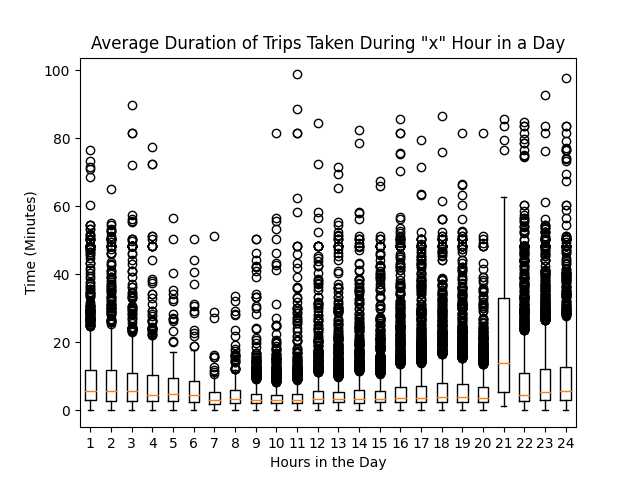 Average Duration of Trips Taken During "x" Hour in a Day
100
80
60
40
20
0
Time (Minutes)
1 2 3 4 5 6 7 8 9 10 11 12 13 14 15 16 17 18 19 20 21 22 23 24
Hours in the Day